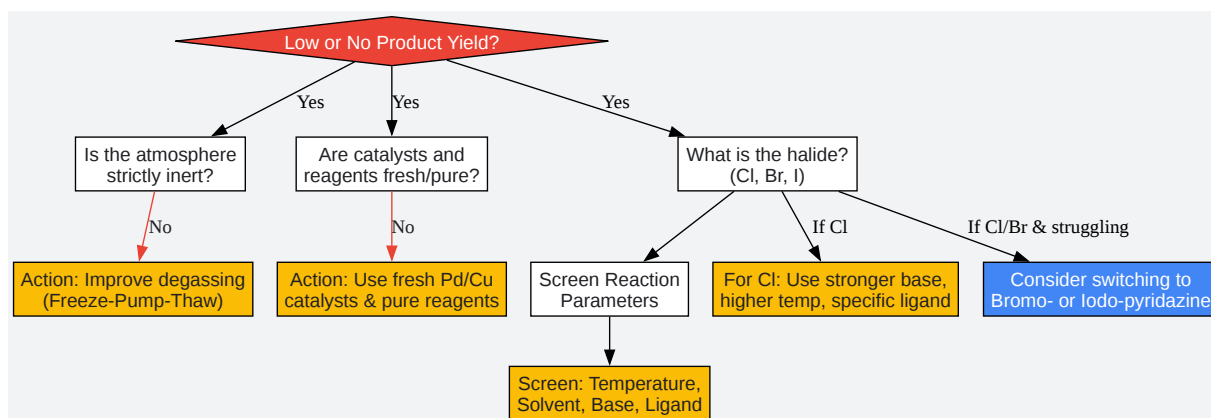 Low or No Product Yield?
Yes
Yes
Yes
Is the atmosphere
strictly inert?
Are catalysts and
reagents fresh/pure?
What is the halide?
(Cl, Br, I)
No
No
If Cl
If Cl/Br & struggling
Action: Improve degassing
(Freeze-Pump-Thaw)
Action: Use fresh Pd/Cu
catalysts & pure reagents
Screen Reaction
Parameters
For Cl: Use stronger base,
higher temp, specific ligand
Consider switching to
Bromo- or Iodo-pyridazine
Screen: Temperature,
Solvent, Base, Ligand